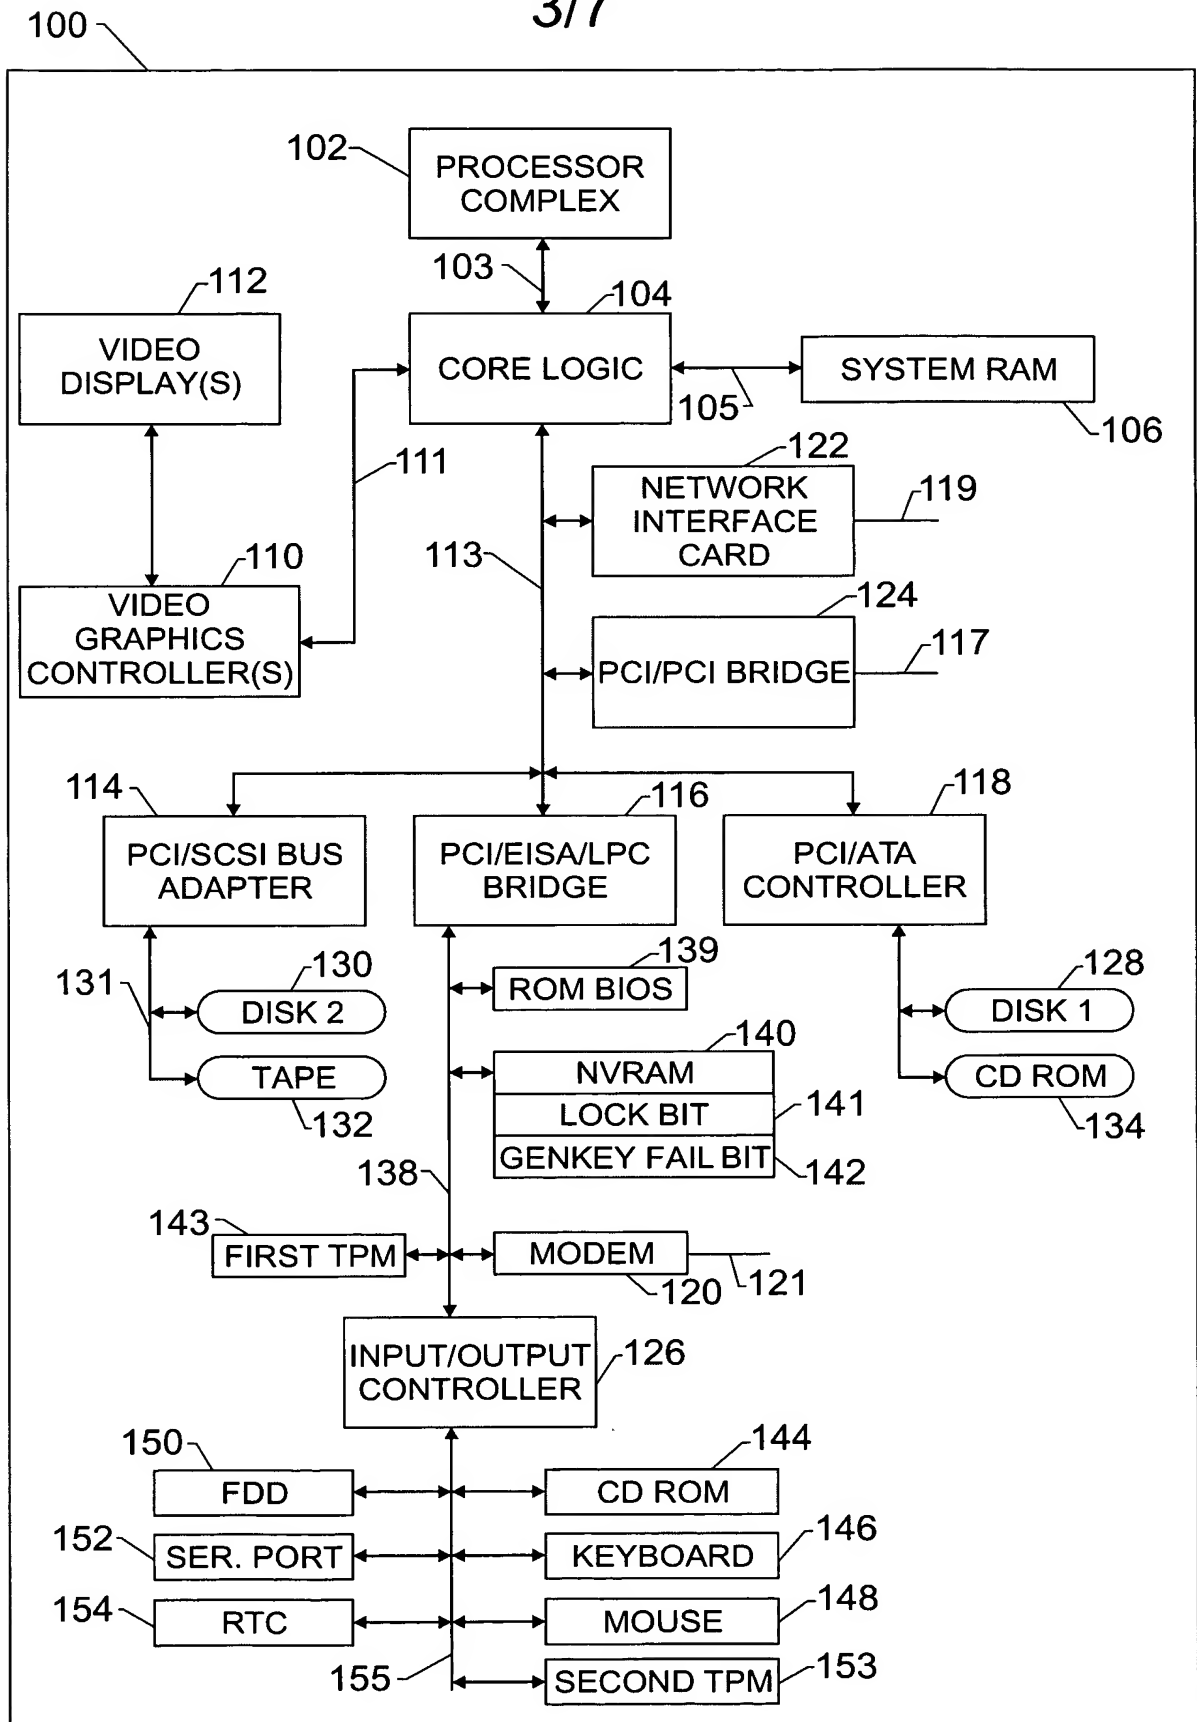 3/7
100
102
PROCESSOR
COMPLEX
103
112
104
VIDEO
DISPLAY(S)
CORE LOGIC
SYSTEM RAM
105
106
111
122
NETWORK
INTERFACE
CARD
119
113
110
VIDEO
GRAPHICS
CONTROLLER(S)
124
PCI/PCI BRIDGE
117
114
116
118
PCI/SCSI BUS
ADAPTER
PCI/EISA/LPC
BRIDGE
PCI/ATA
CONTROLLER
131
130
139
128
DISK 2
ROM BIOS
DISK 1
140
TAPE
NVRAM
CD ROM
132
LOCK BIT
141
134
GENKEY FAIL BIT
142
138
143
FIRST TPM
MODEM
120
121
INPUT/OUTPUT
CONTROLLER
126
150
144
FDD
CD ROM
152
SER. PORT
KEYBOARD
146
154
RTC
MOUSE
148
155
SECOND TPM
153